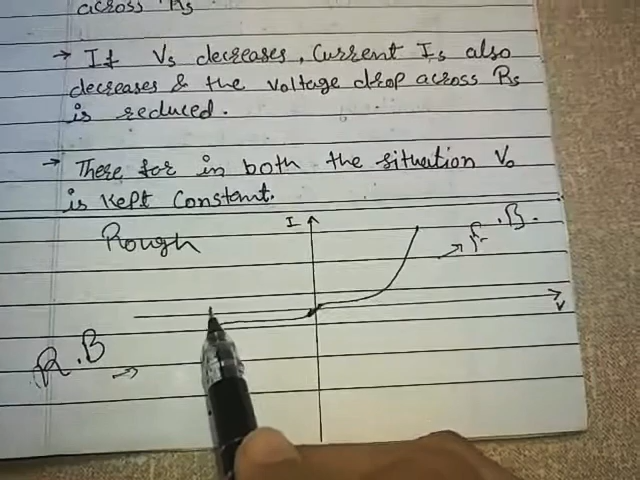 across Rs
→ If Vs decreases, Current Is also
decreases & the voltage drop across Rs
is reduced.
→ There for in both the situation Vo
is kept Constant.
Rough
I
F.B.
V
R.B